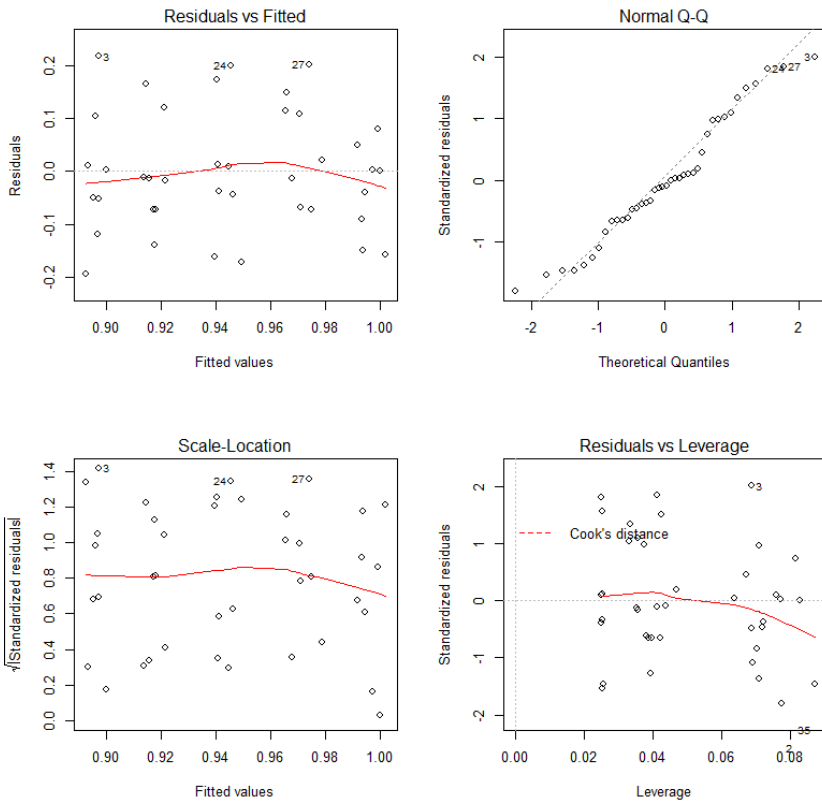 Residuals vs Fitted
Residuals
0.2
0.1
0.0
-0.1
-0.2
3
24
27
0.90 0.92 0.94 0.96 0.98 1.00
Fitted values
Normal Q-Q
Standardized residuals
2
1
0
-1
24 27
3
-2 -1 0 1 2
Theoretical Quantiles
Scale-Location
√|Standardized residuals|
1.4
1.2
1.0
0.8
0.6
0.4
0.2
0.0
3
24
27
0.90 0.92 0.94 0.96 0.98 1.00
Fitted values
Residuals vs Leverage
Standardized residuals
2
1
0
-1
-2
3
Cook's distance
35
2
0.00 0.02 0.04 0.06 0.08
Leverage